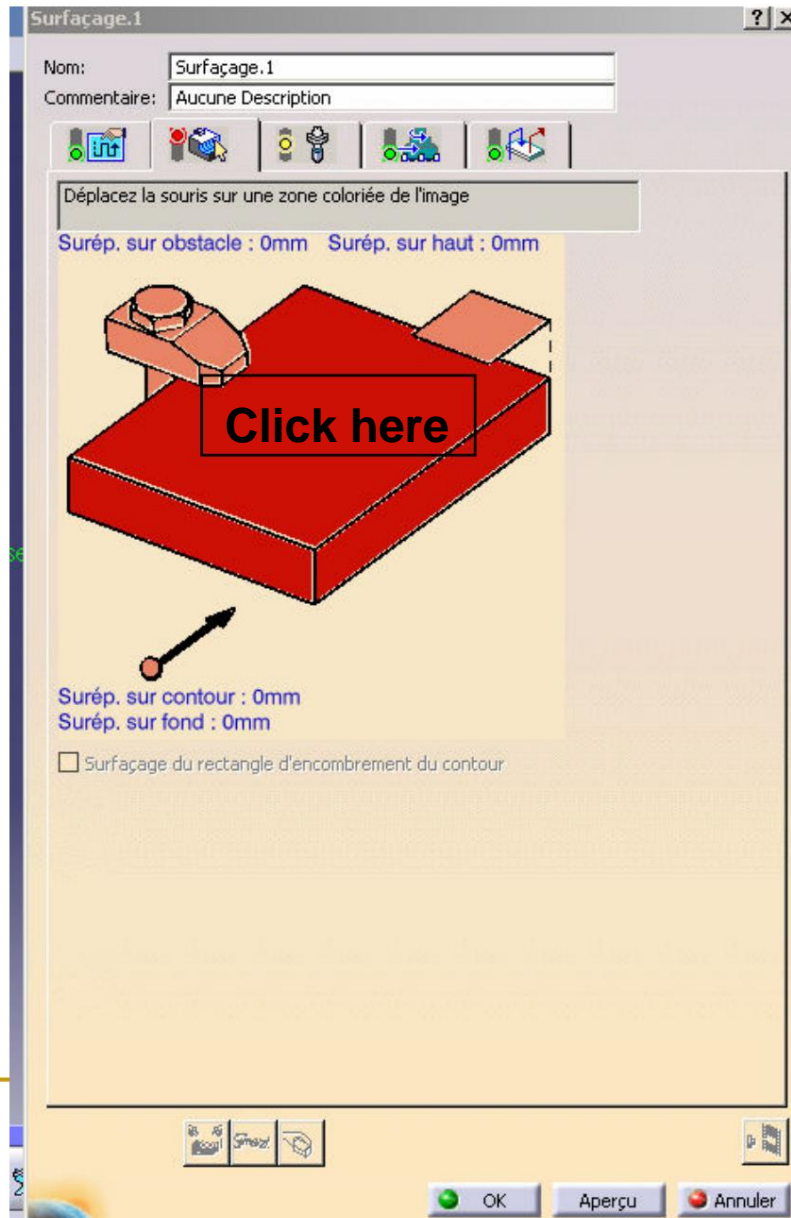 Surfaçage.1
Nom: Surfaçage.1
Commentaire: Aucune Description
Déplacez la souris sur une zone coloriée de l'image
Surép. sur obstacle : 0mm Surép. sur haut : 0mm
Click here
Surép. sur contour : 0mm
Surép. sur fond : 0mm
Surfaçage du rectangle d'encombrement du contour
OK Aperçu Annuler